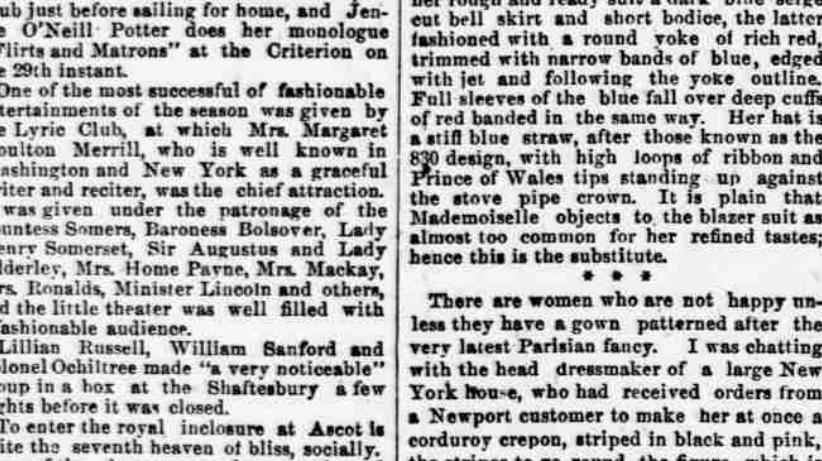 ub just before sailing for home, and Jen-
e O'Neill Potter does her monologue
Flirts and Matrons" at the Criterion on
e 29th instant.
One of the most successful of fashionable
tertainments of the season was given by
e Lyric Club, at which Mrs. Margaret
oulton Merrill, who is well known in
ashington and New York as a graceful
riter and reciter, was the chief attraction.
was given under the patronage of the
untess Somers, Baroness Bolsover, Lady
enry Somerset, Sir Augustus and Lady
dderley, Mrs. Home Payne, Mrs. Mackay,
rs. Ronalds, Minister Lincoln and others,
d the little theater was well filled with
ashionable audience.
Lillian Russell, William Sanford and
olonel Ochiltree made "a very noticeable"
oup in a box at the Shaftesbury a few
ghts before it was closed.
To enter the royal inclosure at Ascot is
ite the seventh heaven of bliss, socially.
her rough and ready suit a dark blue serge
cut bell skirt and short bodice, the latter
fashioned with a round yoke of rich red,
trimmed with narrow bands of blue, edged
with jet and following the yoke outline.
Full sleeves of the blue fall over deep cuffs
of red banded in the same way. Her hat is
a stiff blue straw, after those known as the
830 design, with high loops of ribbon and
Prince of Wales tips standing up against
the stove pipe crown. It is plain that
Mademoiselle objects to the blazer suit as
almost too common for her refined tastes;
hence this is the substitute.
* * *
There are women who are not happy un-
less they have a gown patterned after the
very latest Parisian fancy. I was chatting
with the head dressmaker of a large New
York house, who had received orders from
a Newport customer to make her at once a
corduroy crepon, striped in black and pink,
the stripes to go round the figure, which is